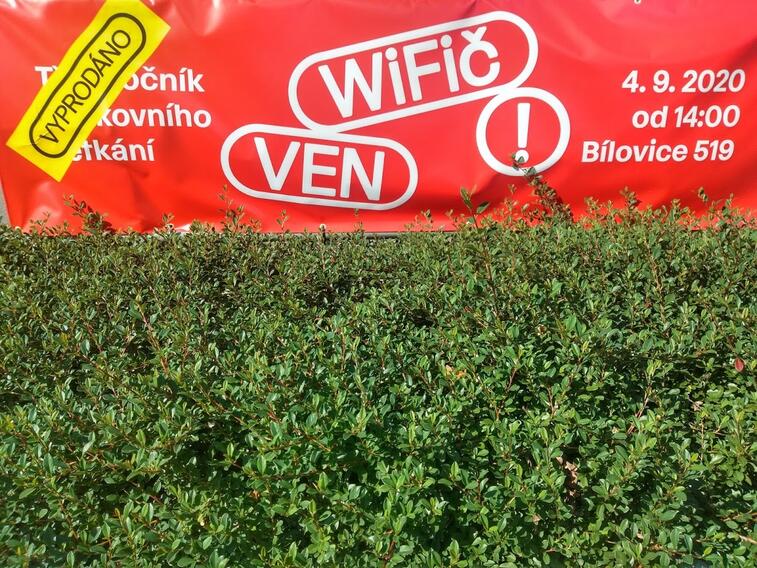 VYPRODÁNO
WiFič
VEN !
4. 9. 2020
od 14:00
Bílovice 519